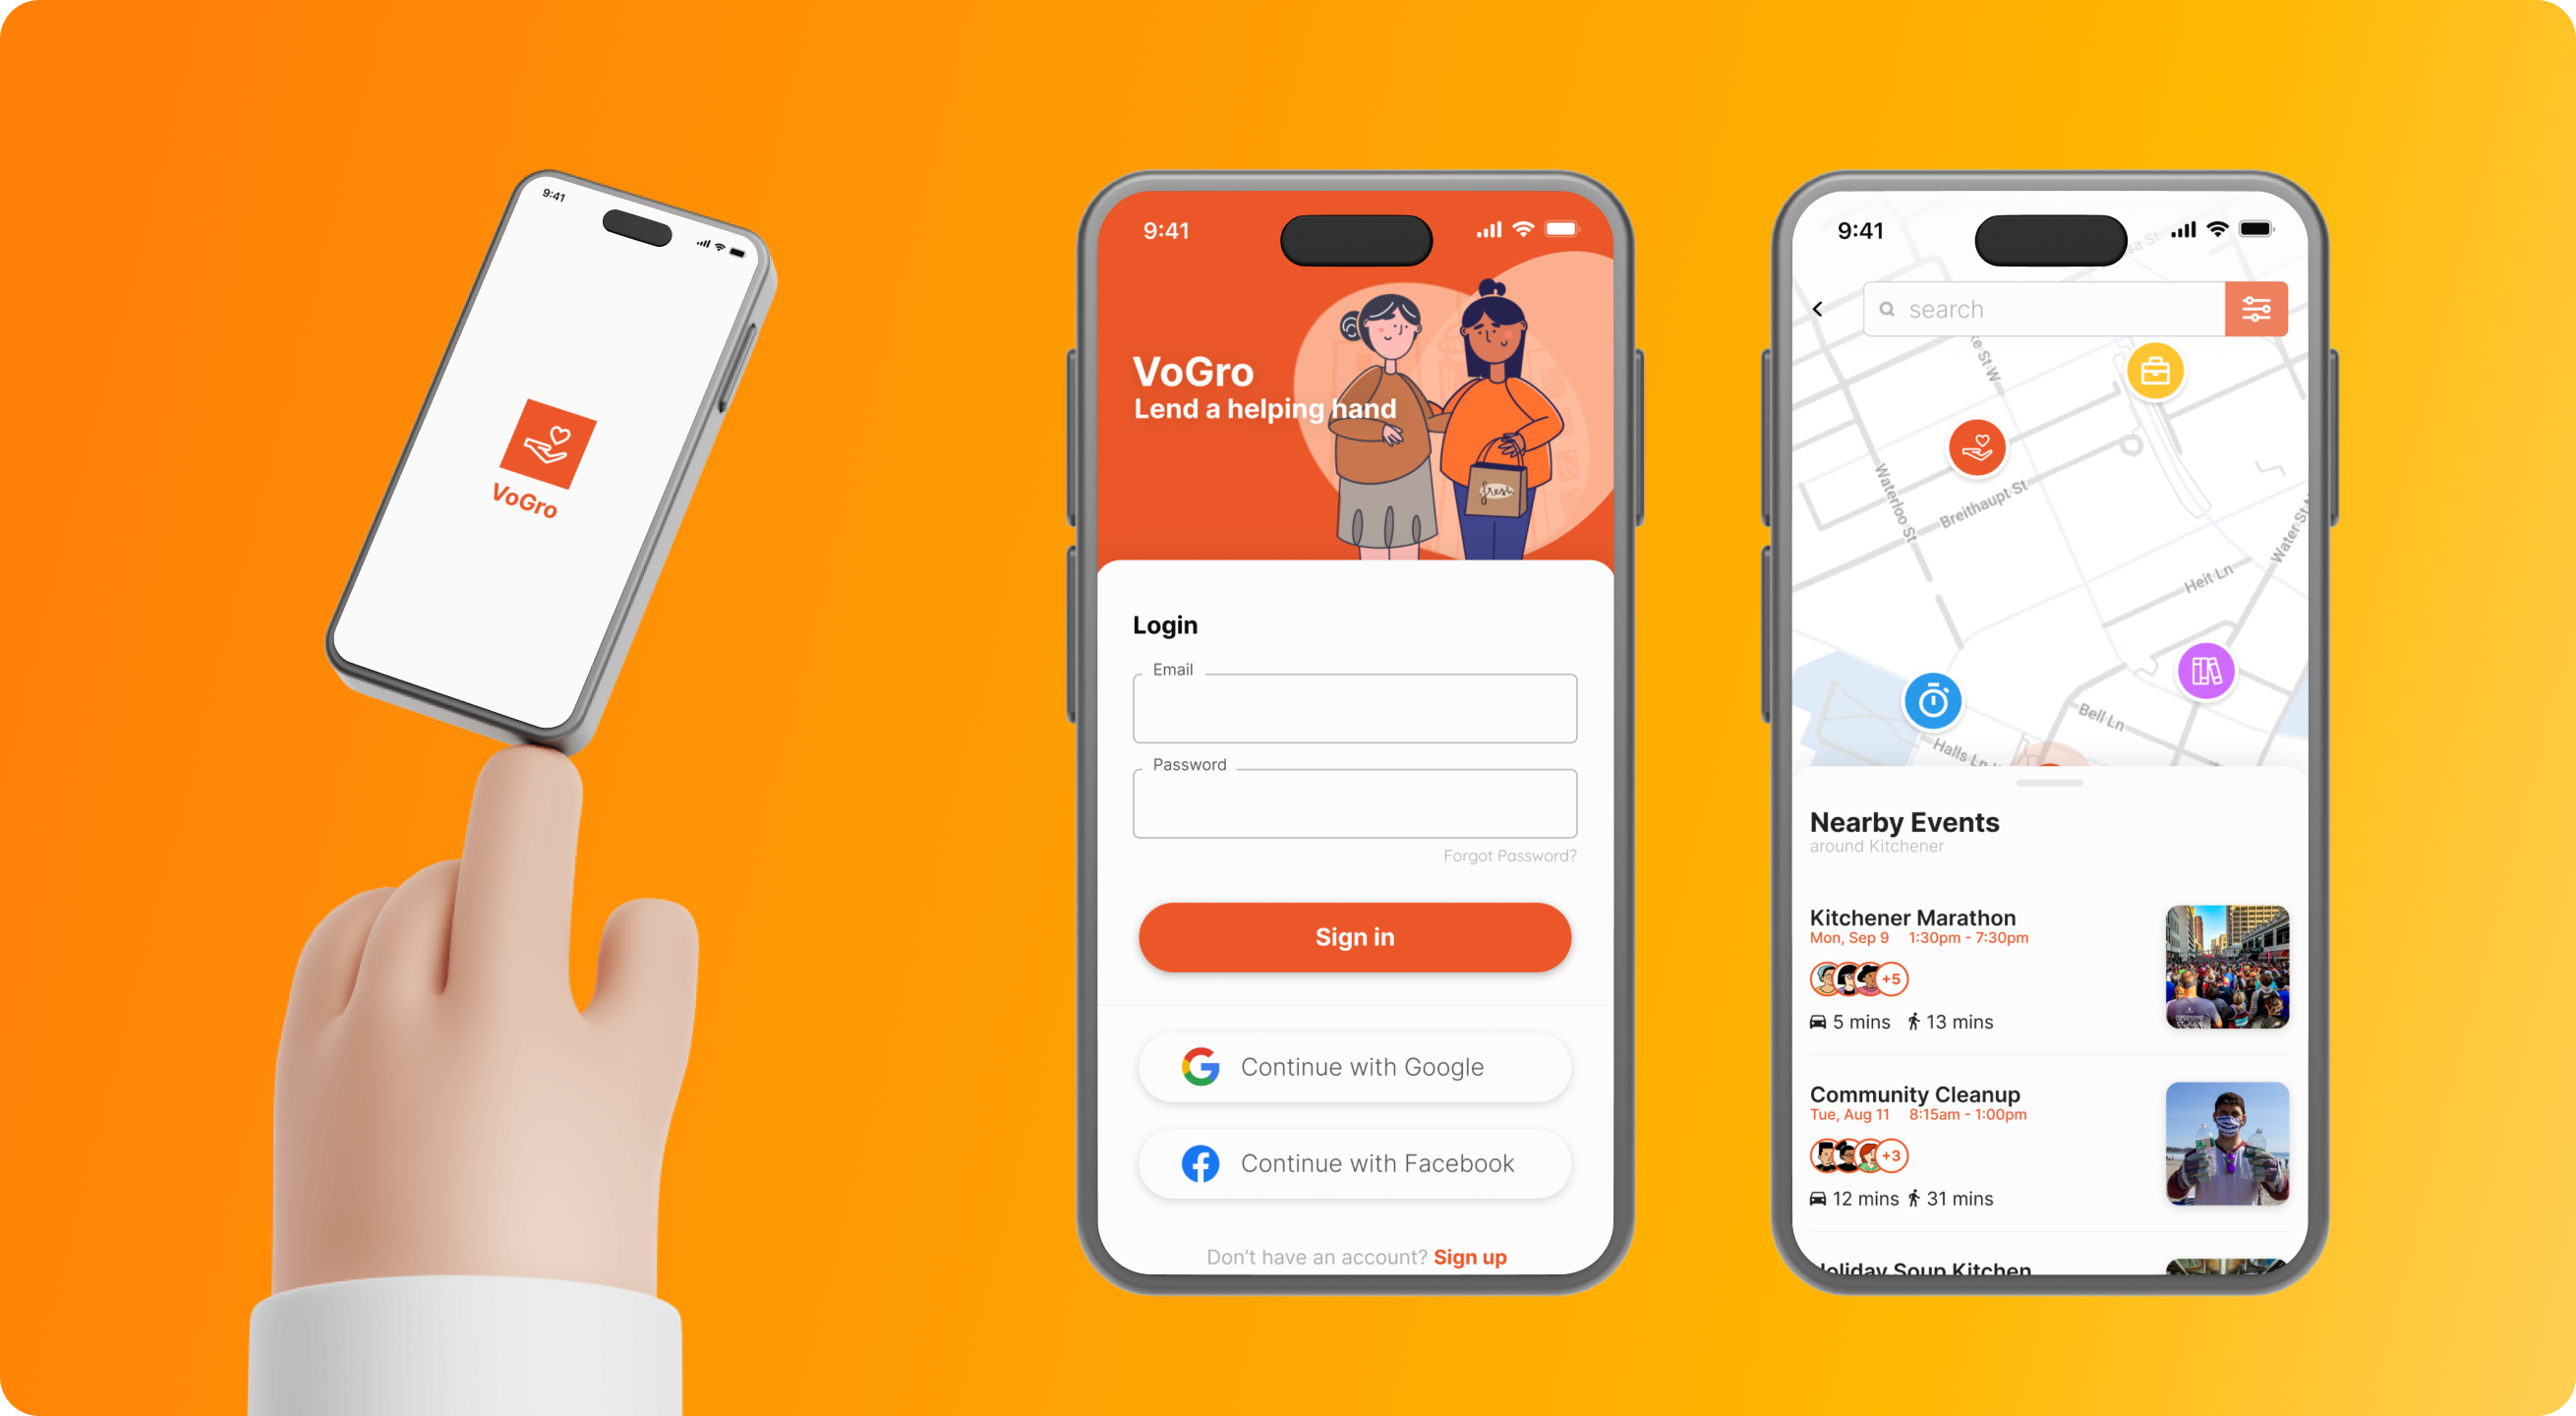 9:41
VoGro
9:41
VoGro
Lend a helping hand
fresh
Login
Email
Password
Forgot Password?
Sign in
Continue with Google
Continue with Facebook
Don't have an account? Sign up
9:41
search
Waterloo St
Breithaupt St
Water St
Heit Ln
Bell Ln
Halls Ln
Nearby Events
around Kitchener
Kitchener Marathon
Mon, Sep 9 1:30pm - 7:30pm
+5
5 mins 13 mins
Community Cleanup
Tue, Aug 11 8:15am - 1:00pm
+3
12 mins 31 mins
Holiday Soup Kitchen